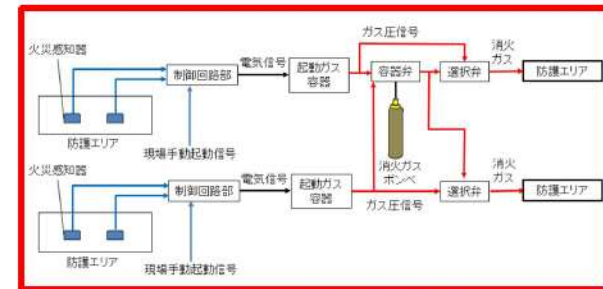 ガス圧信号
火災感知器
電気信号
消火
ガス
制御回路部
起動ガス
容器
容器弁
選択弁
防護エリア
防護エリア
現場手動起動信号
消火ガス
ボンベ
火災感知器
電気信号
消火
ガス
制御回路部
起動ガス
容器
選択弁
防護エリア
ガス圧信号
防護エリア
現場手動起動信号